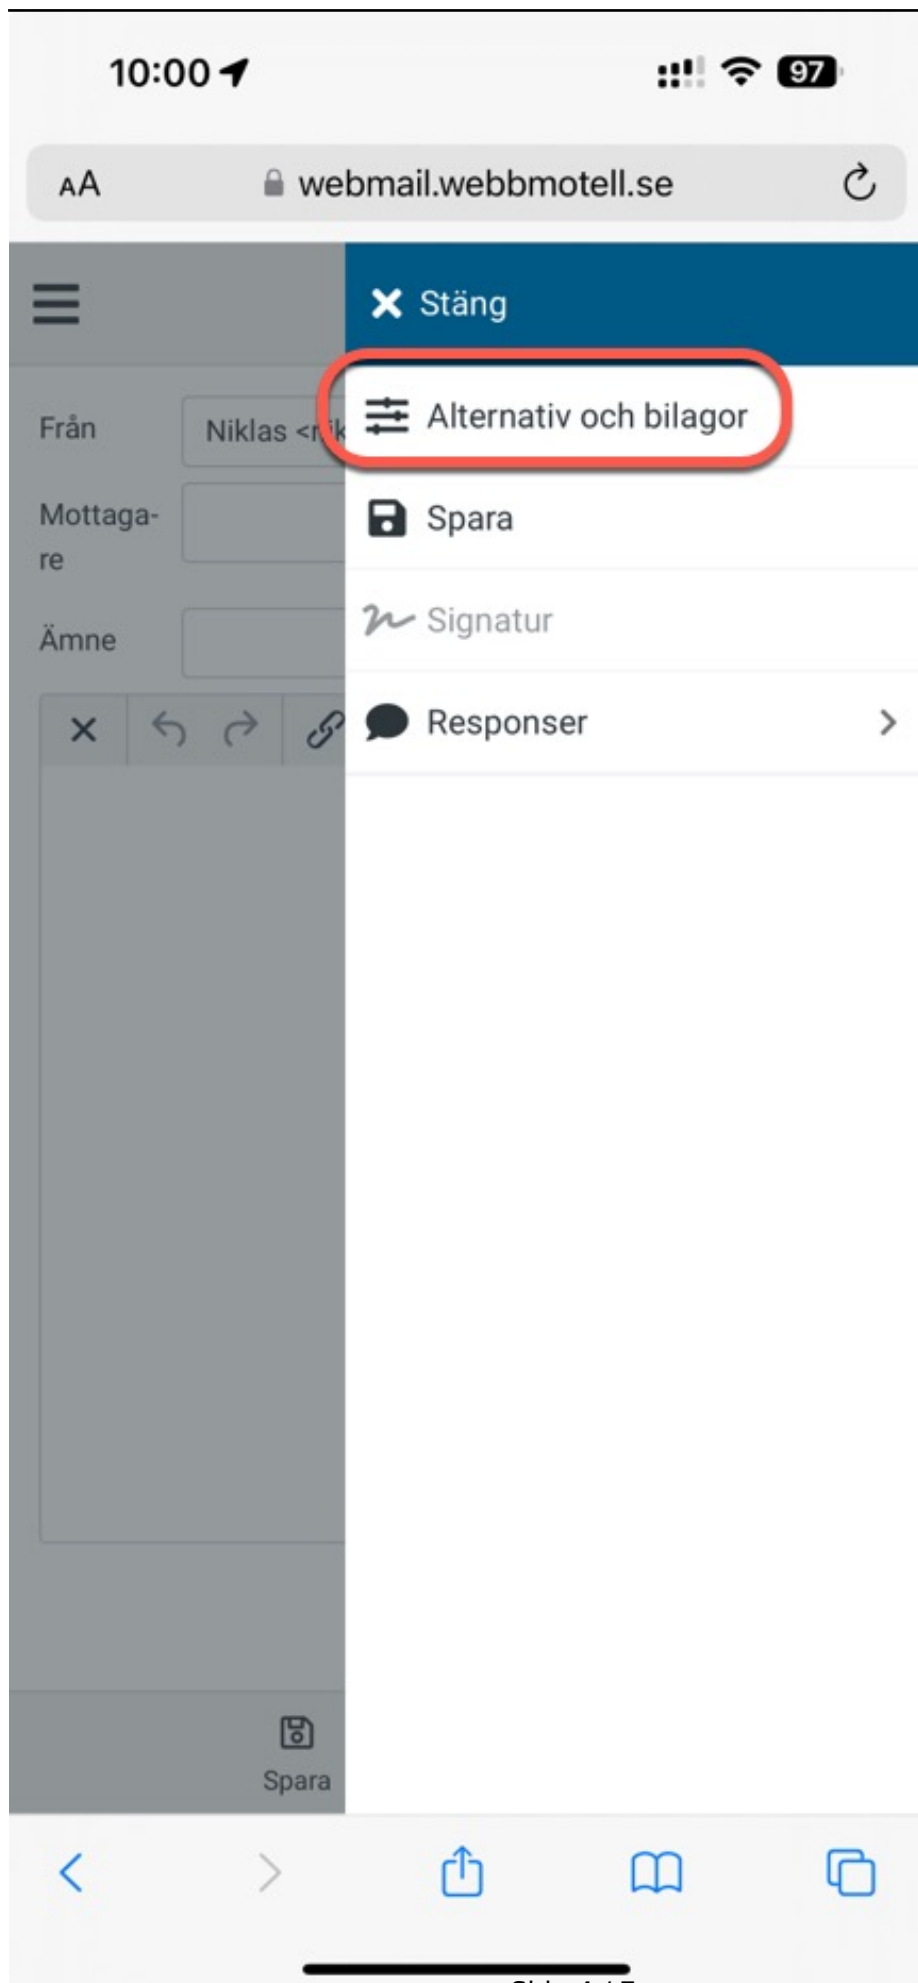 10:00
97
AA webmail.webbmotell.se
Stäng
Från Niklas
Alternativ och bilagor
Mottaga-
re
Spara
Ämne
Signatur
Responser
Spara